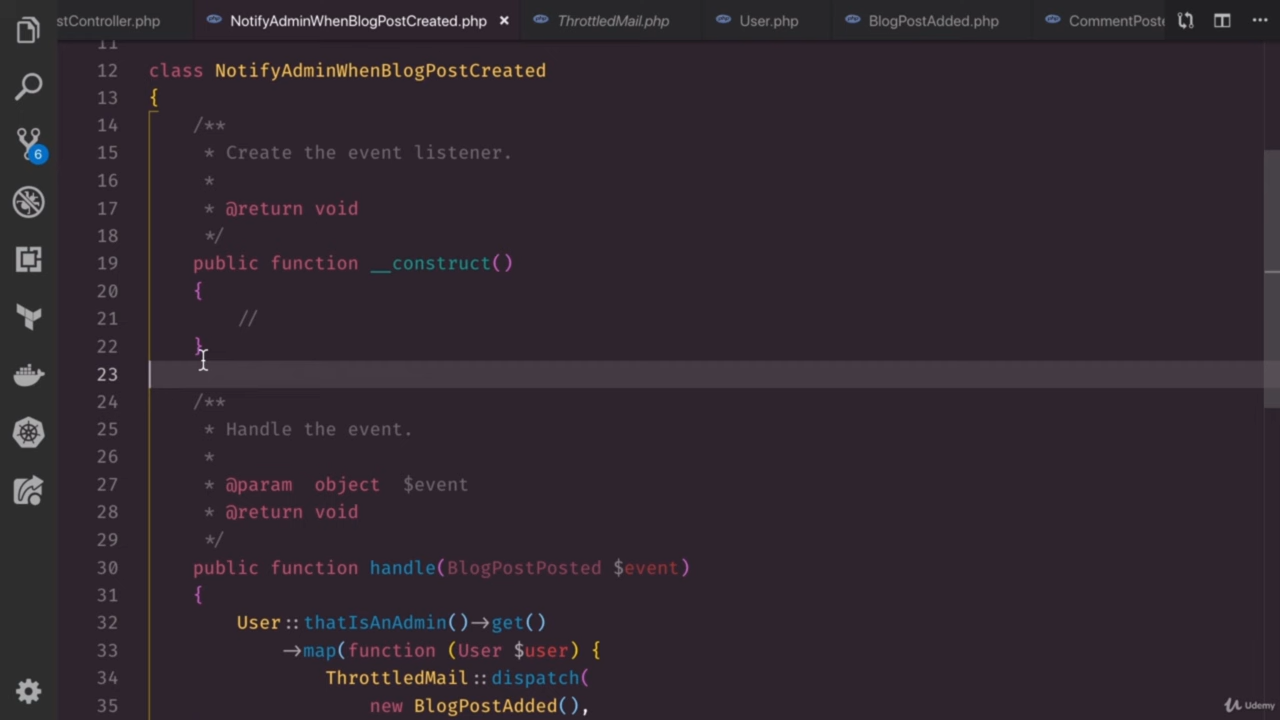 stController.php NotifyAdminWhenBlogPostCreated.php × ThrottledMail.php User.php BlogPostAdded.php CommentPoste
11
12 class NotifyAdminWhenBlogPostCreated
13 {
14 /**
15 * Create the event listener.
16 *
17 * @return void
18 */
19 public function __construct()
20 {
21 //
22 }
23
24 /**
25 * Handle the event.
26 *
27 * @param object $event
28 * @return void
29 */
30 public function handle(BlogPostPosted $event)
31 {
32 User::thatIsAnAdmin()->get()
33 ->map(function (User $user) {
34 ThrottledMail::dispatch(
35 new BlogPostAdded(),
6
Udemy